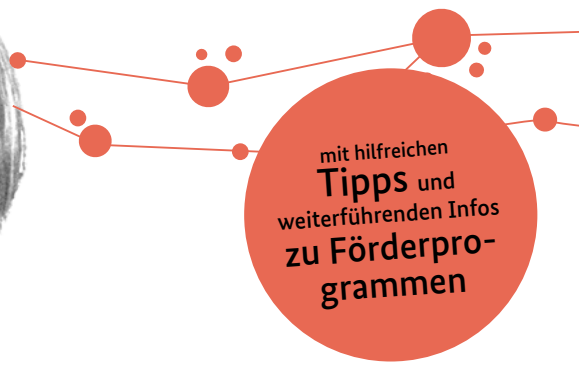 mit hilfreichen
Tipps und
weiterführenden Infos
zu Förderpro-
grammen